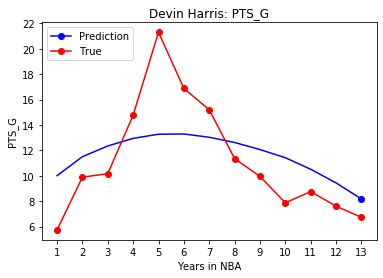 Devin Harris: PTS_G
Prediction
True
22
20
18
16
14
12
10
8
6
PTS_G
1 2 3 4 5 6 7 8 9 10 11 12 13
Years in NBA